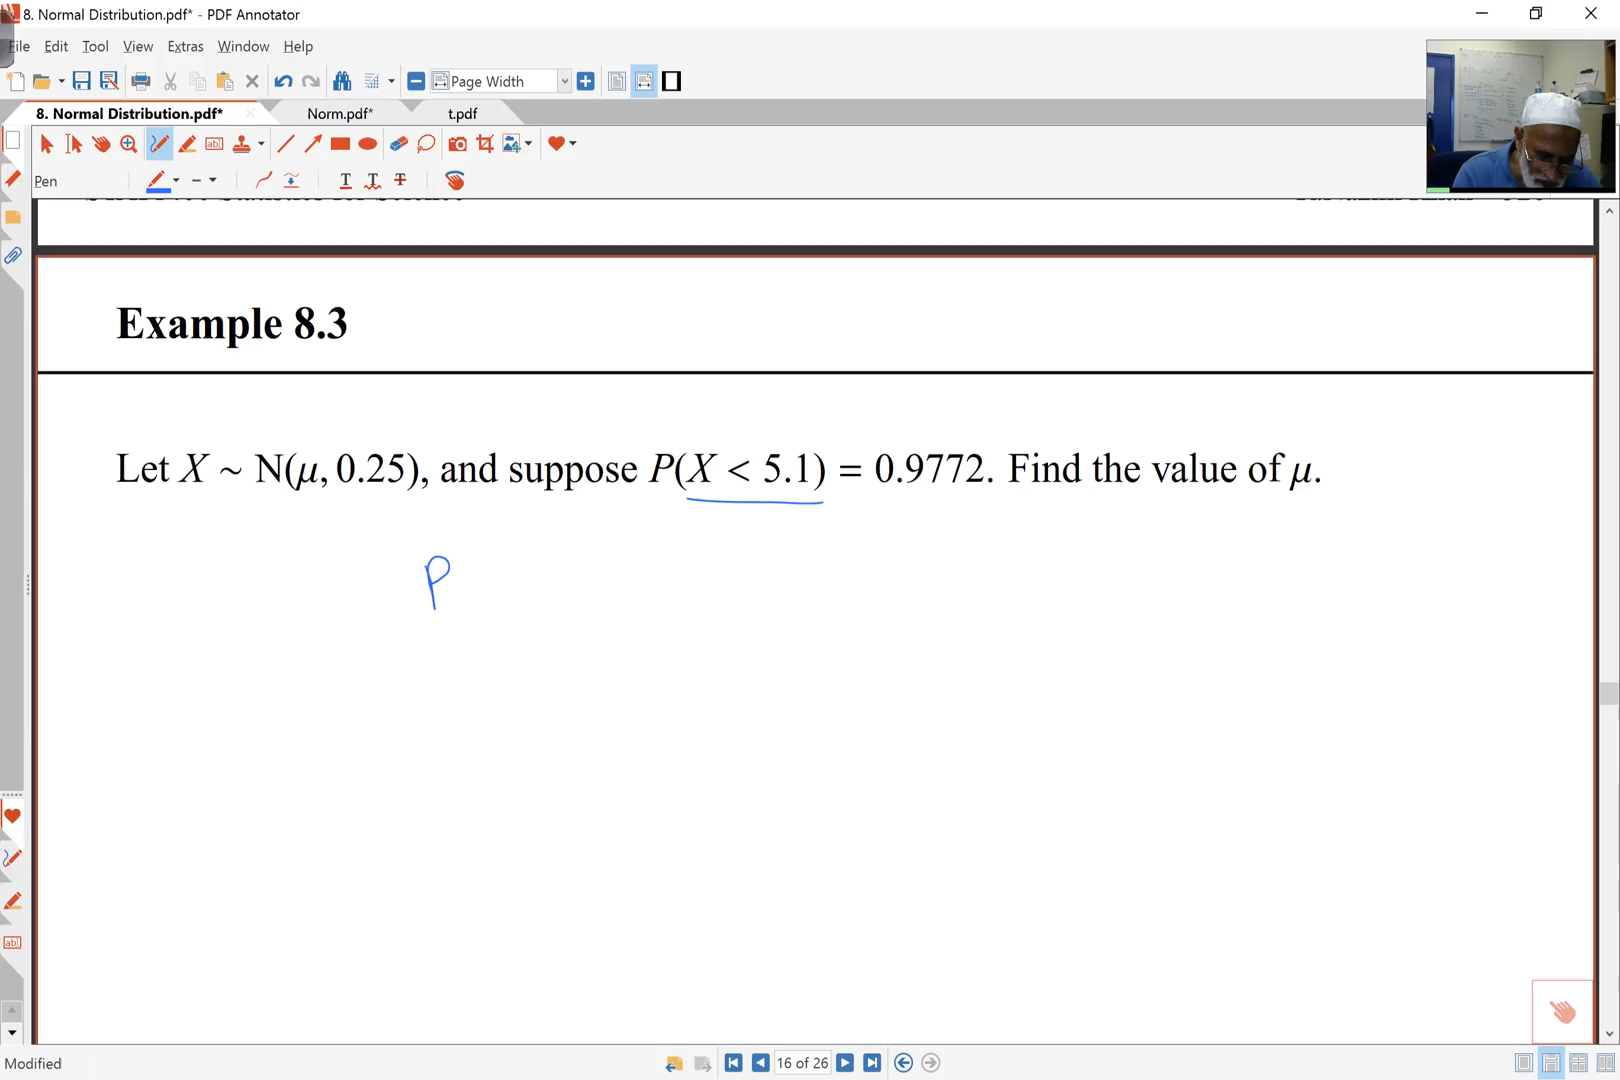 8. Normal Distribution.pdf* - PDF Annotator
File Edit Tool View Extras Window Help
Page Width
8. Normal Distribution.pdf* Norm.pdf* t.pdf
Pen
Example 8.3
Let X ~ N(μ, 0.25), and suppose P(X < 5.1) = 0.9772. Find the value of μ.
P
Modified
16 of 26